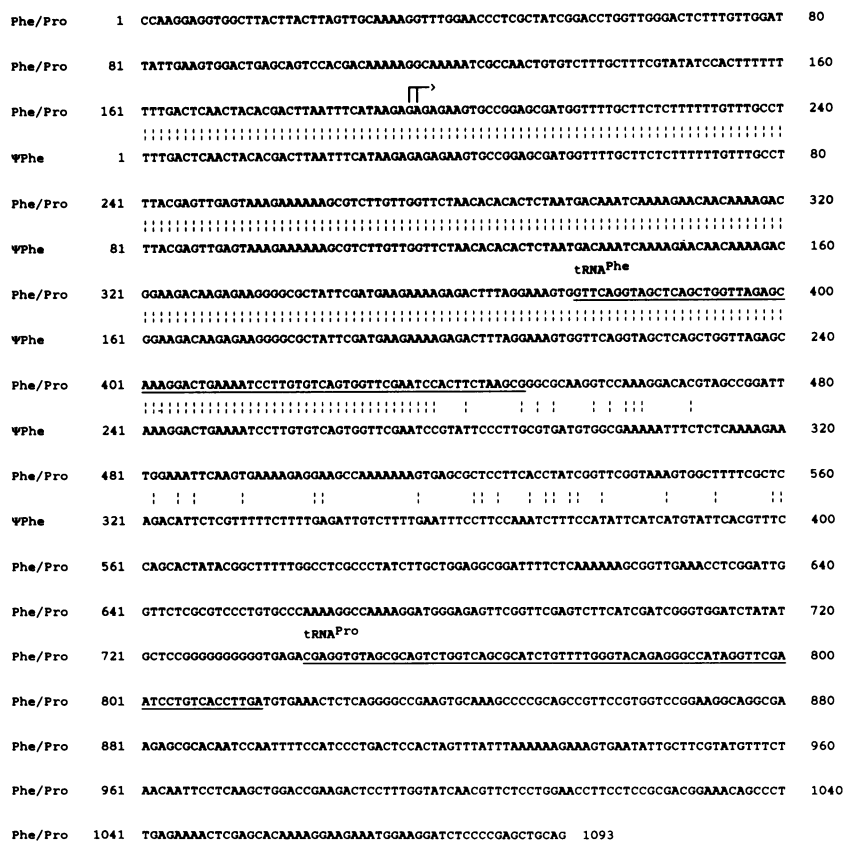 Phe/Pro 1 CCAAGGAGGTGGCTTACTTACTTAGTTGCAAAAGGTTTGGAACCCTCGCTATCGGACCTGGTTGGGACTCTTTGTTGGAT 80
Phe/Pro 81 TATTGAAGTGGACTGAGCAGTCCACGACAAAAAGGCAAAAATCGCCAACTGTGTCTTTGCTTTCGTATATCCACTTTTTT 160
Phe/Pro 161 TTTGACTCAACTACACGACTTAATTTCATAAGAGAGAGAAGTGCCGGAGCGATGGTTTTGCTTCTCTTTTTTGTTTGCCT 240
ΨPhe 1 TTTGACTCAACTACACGACTTAATTTCATAAGAGAGAGAAGTGCCGGAGCGATGGTTTTGCTTCTCTTTTTTGTTTGCCT 80
Phe/Pro 241 TTACGAGTTGAGTAAAGAAAAAAGCGTCTTGTTGGTTCTAACACACACTCTAATGACAAATCAAAAGAACAACAAAAGAC 320
ΨPhe 81 TTACGAGTTGAGTAAAGAAAAAAGCGTCTTGTTGGTTCTAACACACACTCTAATGACAAATCAAAAGAACAACAAAAGAC 160
tRNAPhe
Phe/Pro 321 GGAAGACAAGAGAAGGGGCGCTATTCGATGAAGAAAAGAGACTTTAGGAAAGTGGTTCAGGTAGCTCAGCTGGTTAGAGC 400
ΨPhe 161 GGAAGACAAGAGAAGGGGCGCTATTCGATGAAGAAAAGAGACTTTAGGAAAGTGGTTCAGGTAGCTCAGCTGGTTAGAGC 240
Phe/Pro 401 AAAGGACTGAAAATCCTTGTGTCAGTGGTTCGAATCCACTTCTAAGCGGGCGCAAGGTCCAAAGGACACGTAGCCGGATT 480
ΨPhe 241 AAAGGACTGAAAATCCTTGTGTCAGTGGTTCGAATCCGTATTCCCTTGCGTGATGTGGCGAAAAATTTCTCTCAAAAGAA 320
Phe/Pro 481 TGGAAATTCAAGTGAAAAGAGGAAGCCAAAAAAAGTGAGCGCTCCTTCACCTATCGGTTCGGTAAAGTGGCTTTTCGCTC 560
ΨPhe 321 AGACATTCTCGTTTTTCTTTTGAGATTGTCTTTTGAATTTCCTTCCAAATCTTTCCATATTCATCATGTATTCACGTTTC 400
Phe/Pro 561 CAGCACTATACGGCTTTTTGGCCTCGCCCTATCTTGCTGGAGGCGGATTTTCTCAAAAAAGCGGTTGAAACCTCGGATTG 640
Phe/Pro 641 GTTCTCGCGTCCCTGTGCCCAAAAGGCCAAAAGGATGGGAGAGTTCGGTTCGAGTCTTCATCGATCGGGTGGATCTATAT 720
tRNAPro
Phe/Pro 721 GCTCCGGGGGGGGGGTGAGACGAGGTGTAGCGCAGTCTGGTCAGCGCATCTGTTTTGGGTACAGAGGGCCATAGGTTCGA 800
Phe/Pro 801 ATCCTGTCACCTTGATGTGAAACTCTCAGGGGCCGAAGTGCAAAGCCCCGCAGCCGTTCCGTGGTCCGGAAGGCAGGCGA 880
Phe/Pro 881 AGAGCGCACAATCCAATTTTCCATCCCTGACTCCACTAGTTTATTTAAAAAAGAAAGTGAATATTGCTTCGTATGTTTCT 960
Phe/Pro 961 AACAATTCCTCAAGCTGGACCGAAGACTCCTTTGGTATCAACGTTCTCCTGGAACCTTCCTCCGCGACGGAAACAGCCCT 1040
Phe/Pro 1041 TGAGAAAACTCGAGCACAAAAGGAAGAAATGGAAGGATCTCCCCGAGCTGCAG 1093